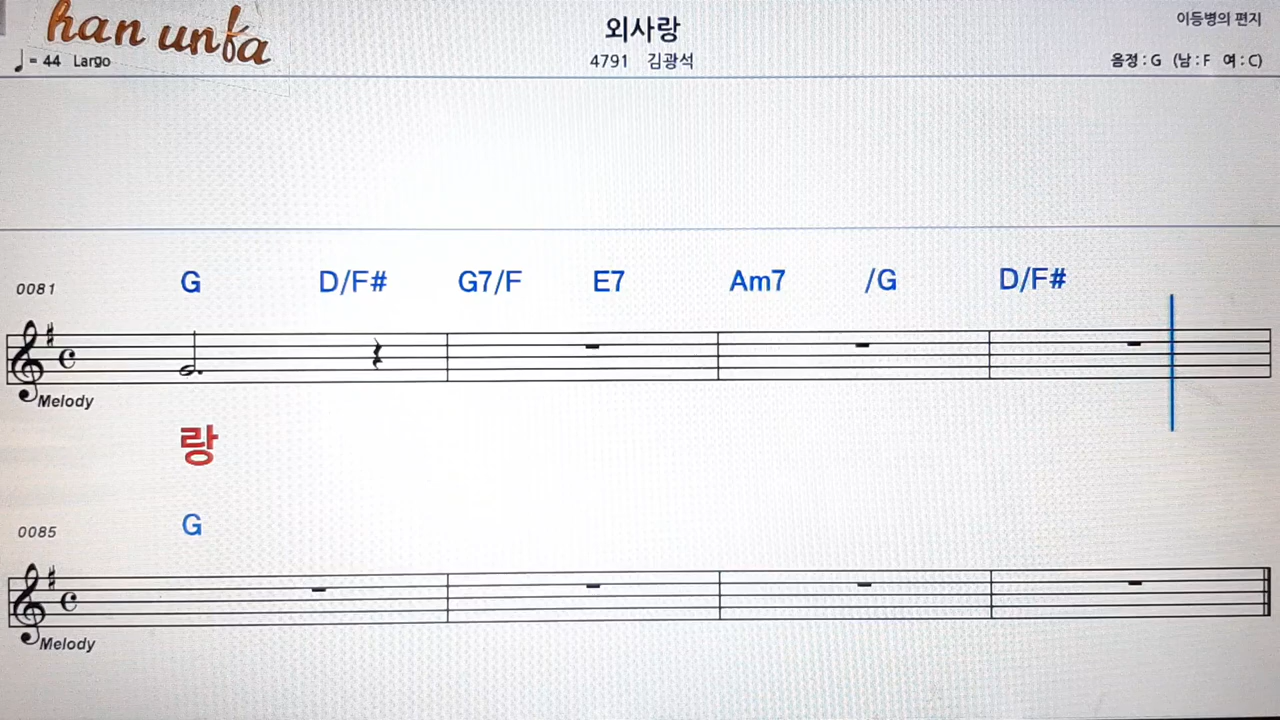 han unfa
외사랑
이등병의 편지
♩ = 44 Largo
4791 김광석
음정 : G (남 : F 여 : C)
0081 G D/F# G7/F E7 Am7 /G D/F#
Melody
랑
0085 G
Melody